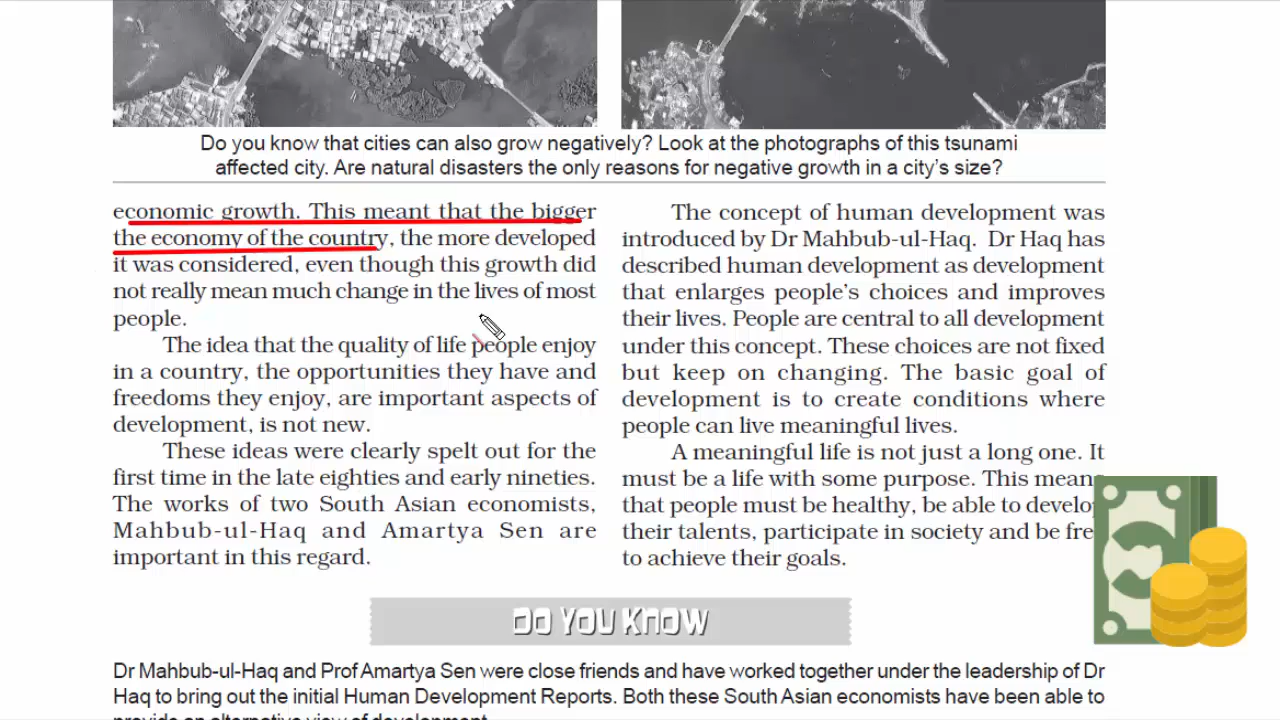 Do you know that cities can also grow negatively? Look at the photographs of this tsunami
affected city. Are natural disasters the only reasons for negative growth in a city's size?
economic growth. This meant that the bigger
the economy of the country, the more developed
it was considered, even though this growth did
not really mean much change in the lives of most
people.
The idea that the quality of life people enjoy
in a country, the opportunities they have and
freedoms they enjoy, are important aspects of
development, is not new.
These ideas were clearly spelt out for the
first time in the late eighties and early nineties.
The works of two South Asian economists,
Mahbub-ul-Haq and Amartya Sen are
important in this regard.
The concept of human development was
introduced by Dr Mahbub-ul-Haq. Dr Haq has
described human development as development
that enlarges people's choices and improves
their lives. People are central to all development
under this concept. These choices are not fixed
but keep on changing. The basic goal of
development is to create conditions where
people can live meaningful lives.
A meaningful life is not just a long one. It
must be a life with some purpose. This means
that people must be healthy, be able to develop
their talents, participate in society and be free
to achieve their goals.
DO YOU KNOW
Dr Mahbub-ul-Haq and Prof Amartya Sen were close friends and have worked together under the leadership of Dr
Haq to bring out the initial Human Development Reports. Both these South Asian economists have been able to
provide an alternative view of development.